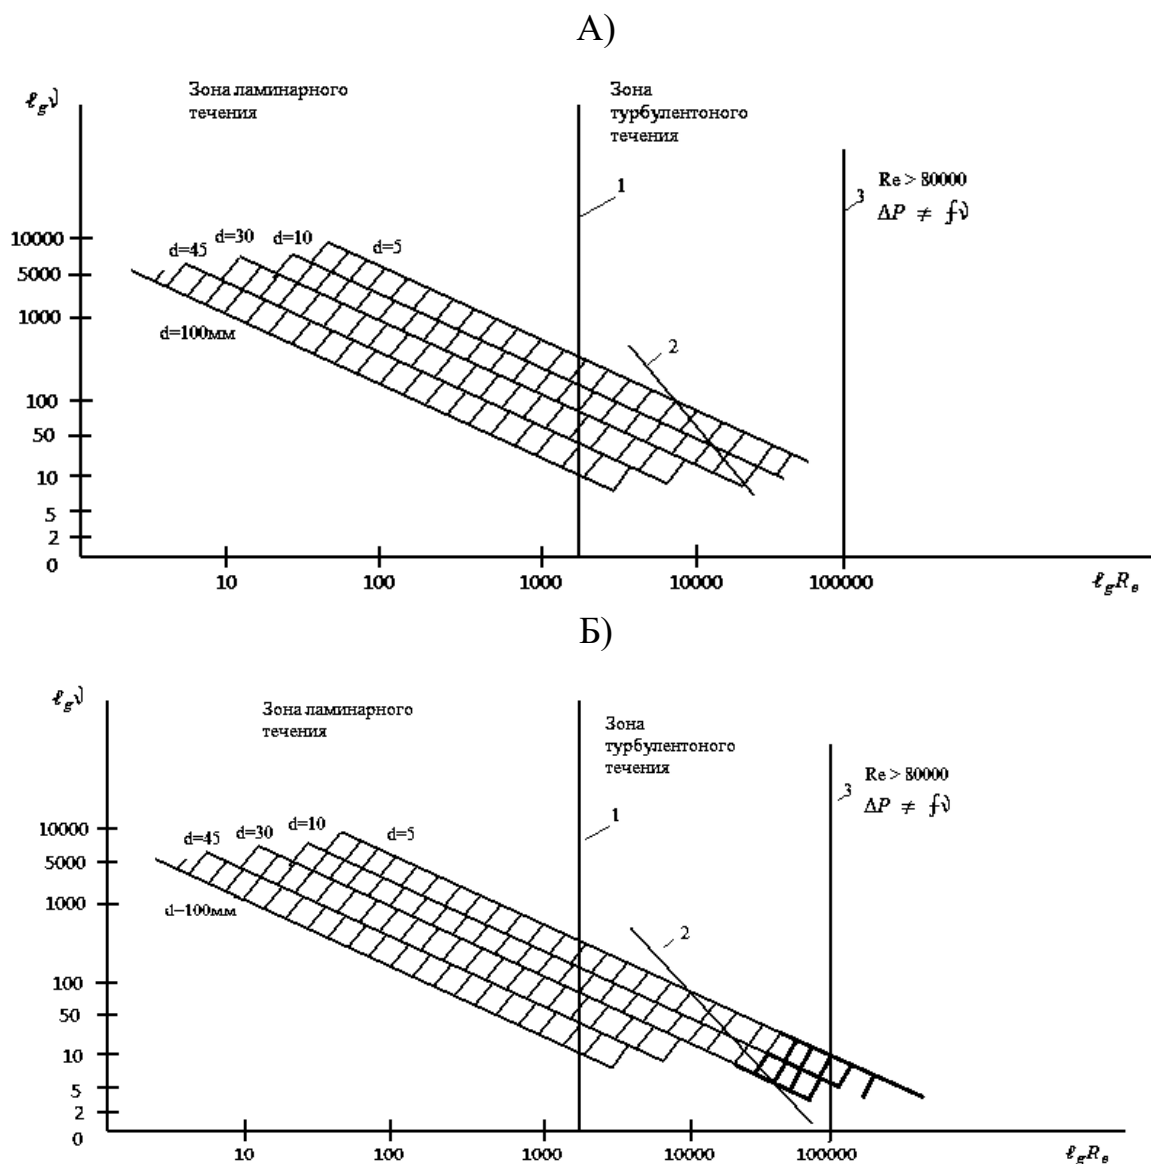 А)
Зона ламинарного
течения
Зона
турбулентоного
течения
ℓgν
1
3
Re > 80000
ΔP ≠ fν
10000
5000
1000
100
50
10
5
2
0
d=45
d=30
d=10
d=5
d=100мм
2
10
100
1000
10000
100000
ℓgRe
Б)
ℓgν
Зона ламинарного
течения
Зона
турбулентоного
течения
1
3
Re > 80000
ΔP ≠ fν
10000
5000
1000
100
50
10
5
2
0
d=45
d=30
d=10
d=5
d=100мм
2
10
100
1000
10000
100000
ℓgRe